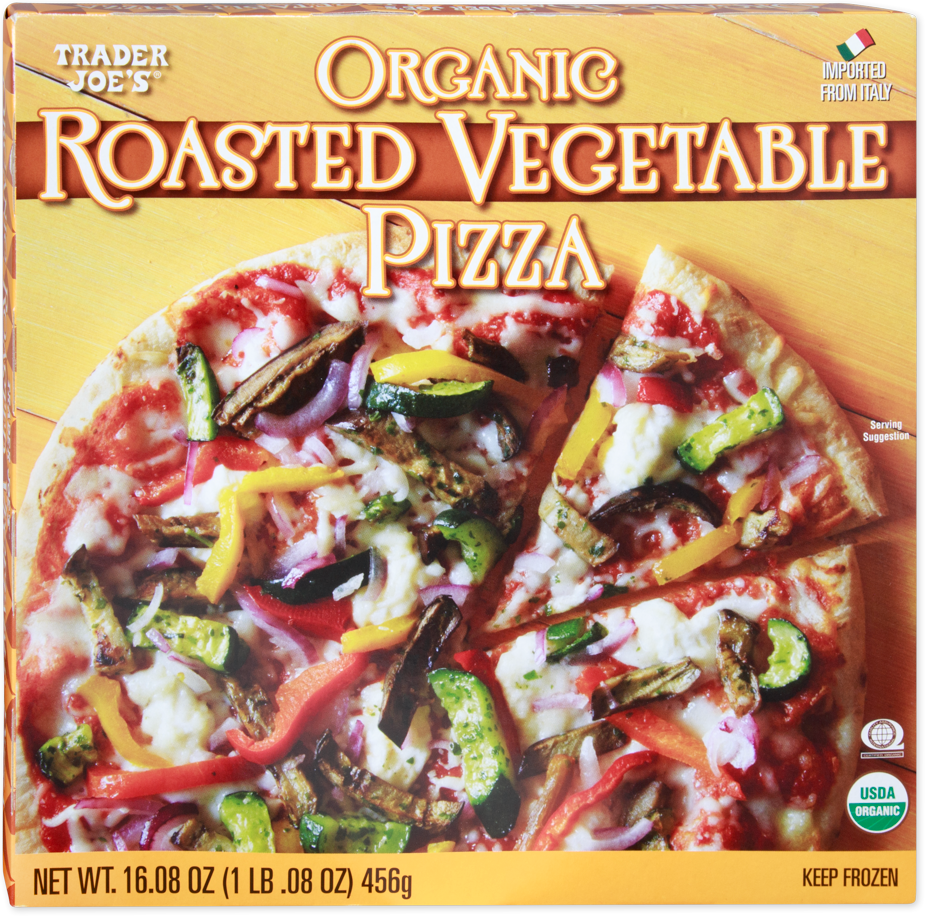 TRADER
JOE'S®
ORGANIC
ROASTED VEGETABLE
PIZZA
IMPORTED
FROM ITALY
Serving
Suggestion
USDA
ORGANIC
NET WT. 16.08 OZ (1 LB .08 OZ) 456g
KEEP FROZEN